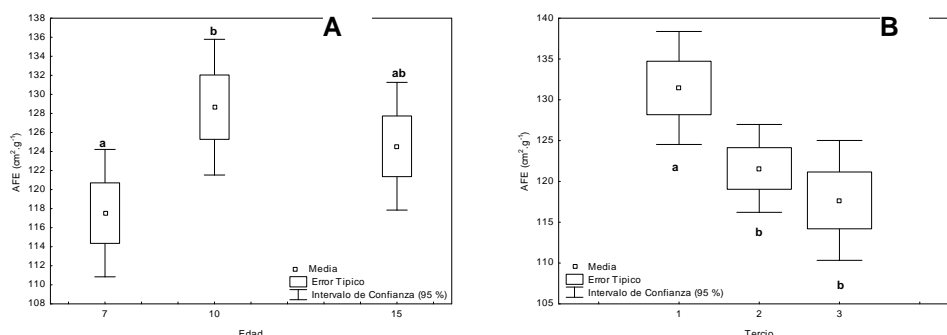 A
138
136
134
132
130
128
126
124
122
120
118
116
114
112
110
108
AFE (cm².g⁻¹)
a
b
ab
Media
Error Tipico
Intervalo de Confianza (95 %)
7
10
15
Edad
B
140
135
130
125
120
115
110
105
AFE (cm².g⁻¹)
a
b
b
Media
Error Tipico
Intervalo de Confianza (95 %)
1
2
3
Tercio